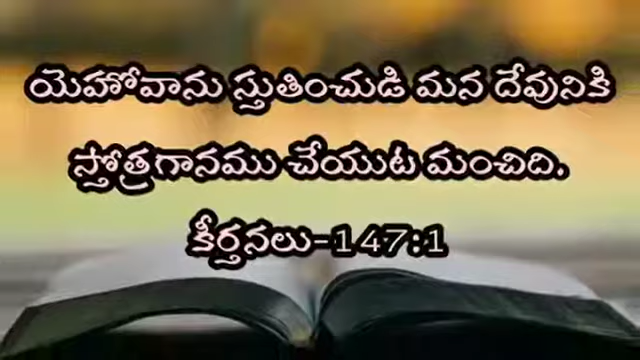 యెహోవాను స్తుతించుడి మన దేవునికి
స్తోత్రగానము చేయుట మంచిది.
కీర్తనలు-147:1